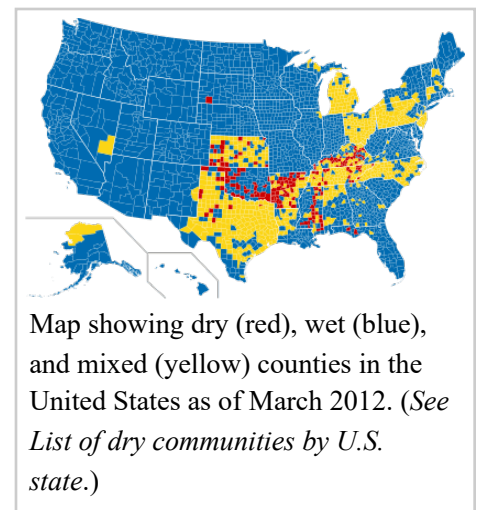 Map showing dry (red), wet (blue),
and mixed (yellow) counties in the
United States as of March 2012. (See
List of dry communities by U.S.
state.)